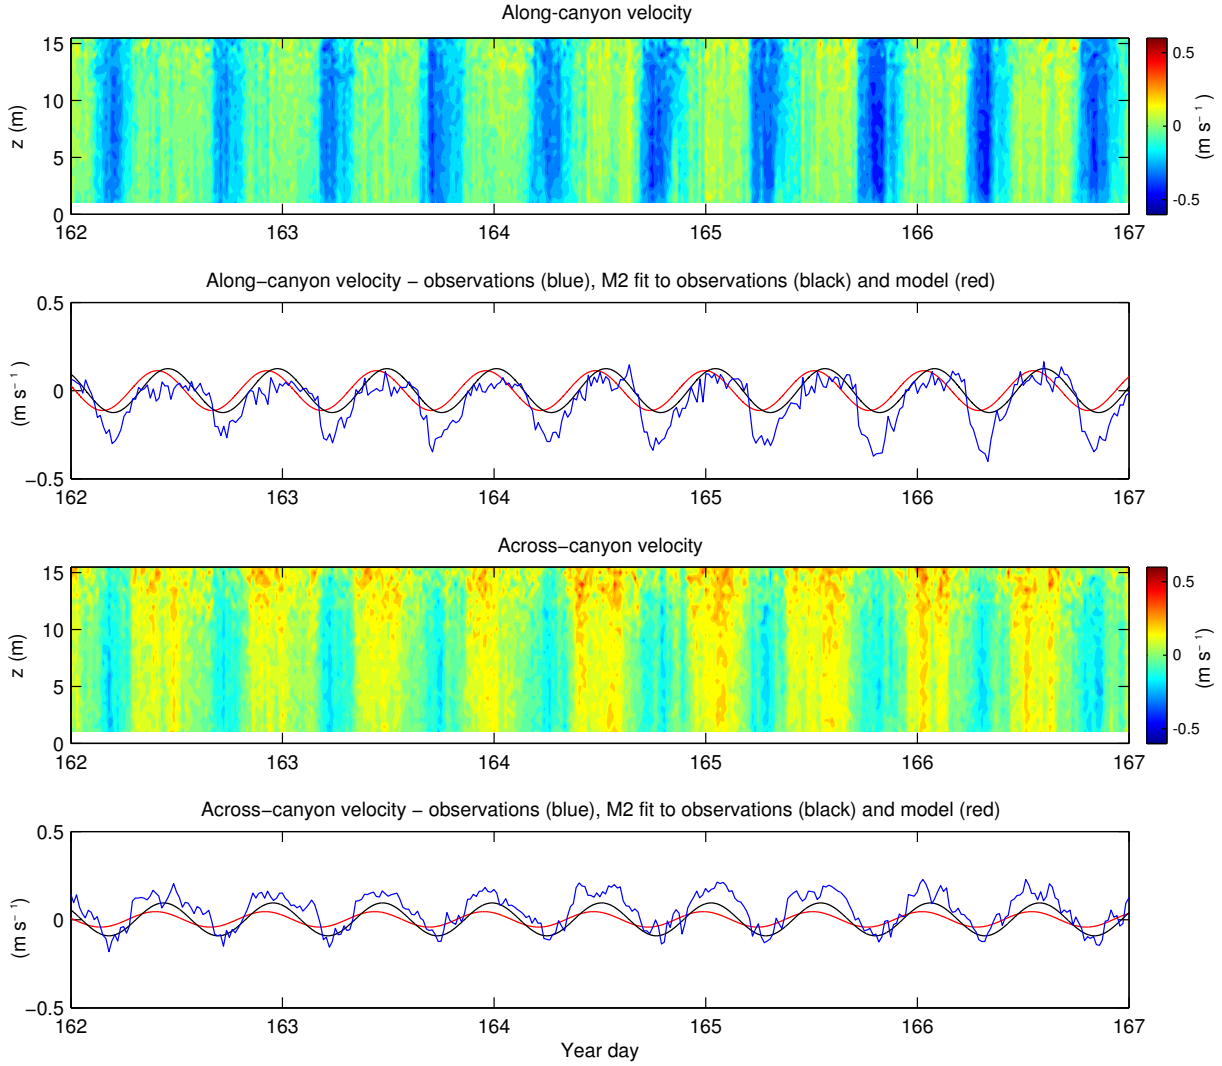 Along-canyon velocity
15
10
5
0
z (m)
162 163 164 165 166 167
0.5
0
-0.5
(m s⁻¹ )
Along−canyon velocity − observations (blue), M2 fit to observations (black) and model (red)
0.5
0
−0.5
(m s⁻¹ )
162 163 164 165 166 167
Across−canyon velocity
15
10
5
0
z (m)
162 163 164 165 166 167
0.5
0
-0.5
(m s⁻¹ )
Across−canyon velocity − observations (blue), M2 fit to observations (black) and model (red)
0.5
0
−0.5
(m s⁻¹ )
162 163 164 165 166 167
Year day